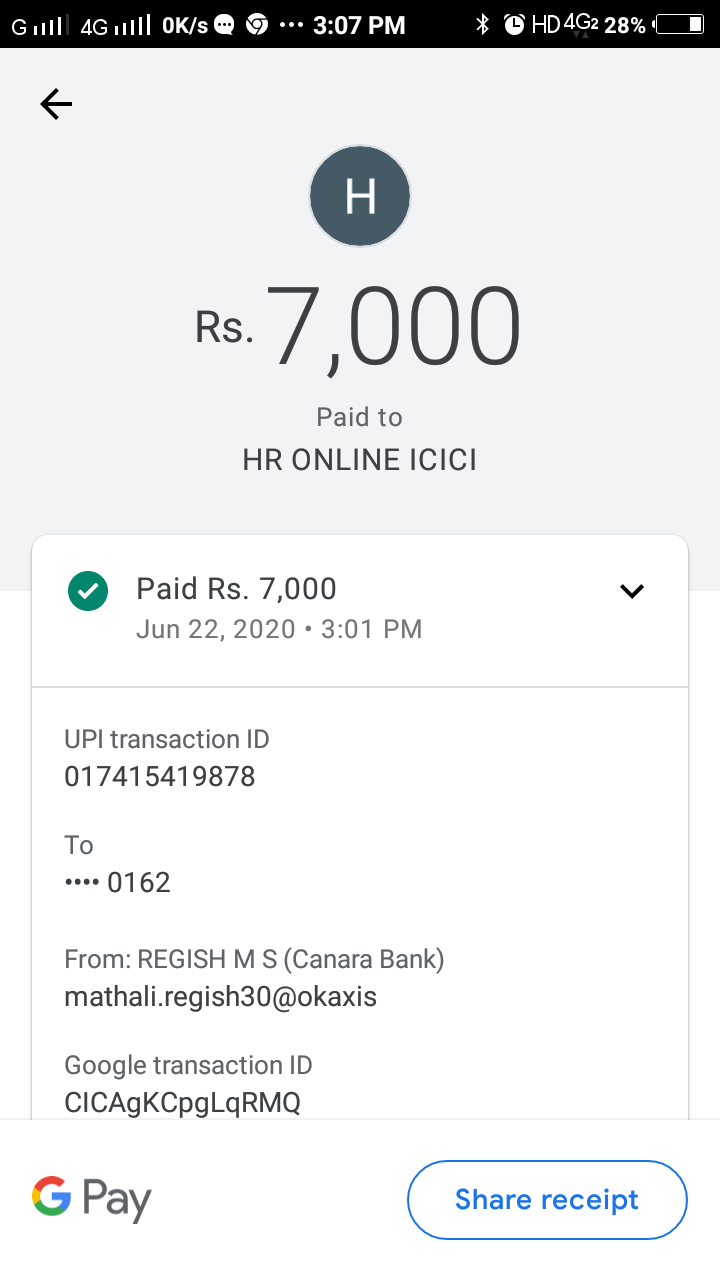 G 4G 0K/s ••• 3:07 PM HD 4G2 28%
H
Rs. 7,000
Paid to
HR ONLINE ICICI
Paid Rs. 7,000
Jun 22, 2020 • 3:01 PM
UPI transaction ID
017415419878
To
•••• 0162
From: REGISH M S (Canara Bank)
mathali.regish30@okaxis
Google transaction ID
CICAgKCpgLqRMQ
G Pay
Share receipt